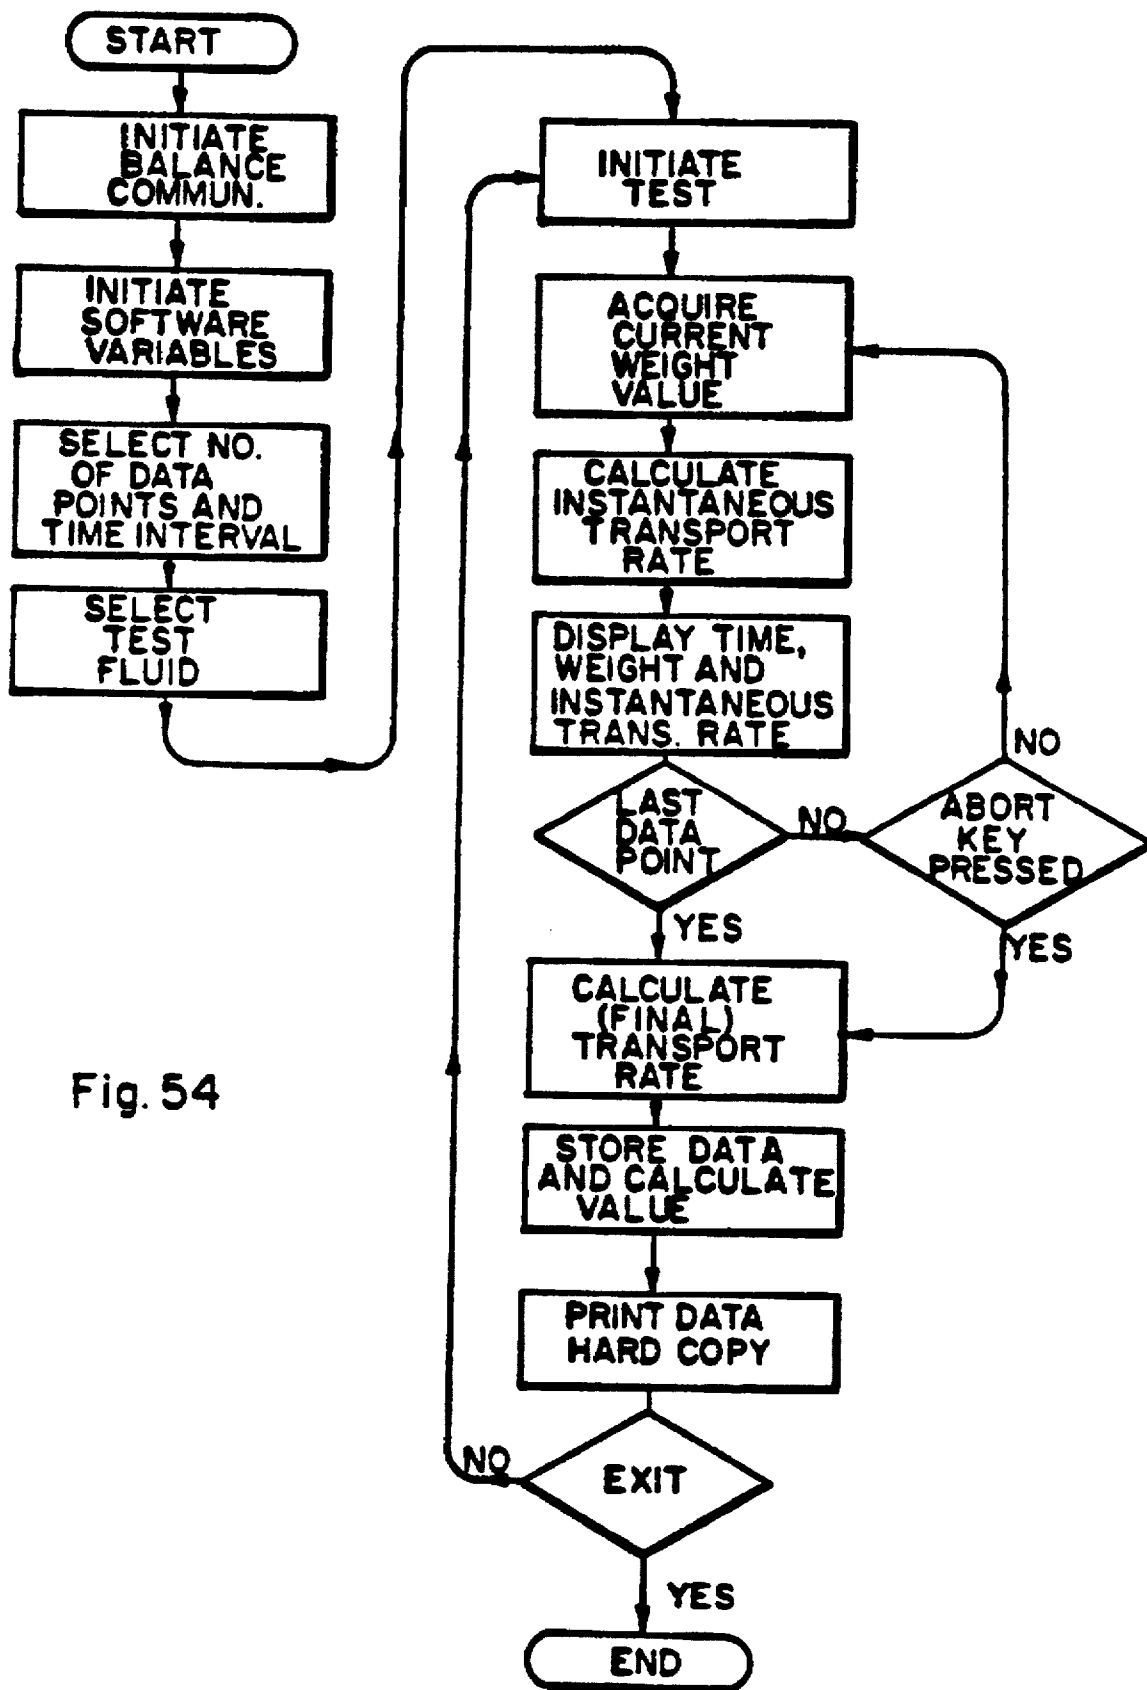 START
INITIATE
BALANCE
COMMUN.
INITIATE
SOFTWARE
VARIABLES
SELECT NO.
OF DATA
POINTS AND
TIME INTERVAL
SELECT
TEST
FLUID
INITIATE
TEST
ACQUIRE
CURRENT
WEIGHT
VALUE
CALCULATE
INSTANTANEOUS
TRANSPORT
RATE
DISPLAY TIME,
WEIGHT AND
INSTANTANEOUS
TRANS. RATE
LAST
DATA
POINT
NO
ABORT
KEY
PRESSED
NO
YES
YES
CALCULATE
(FINAL)
TRANSPORT
RATE
STORE DATA
AND CALCULATE
VALUE
PRINT DATA
HARD COPY
EXIT
NO
YES
END
Fig. 54